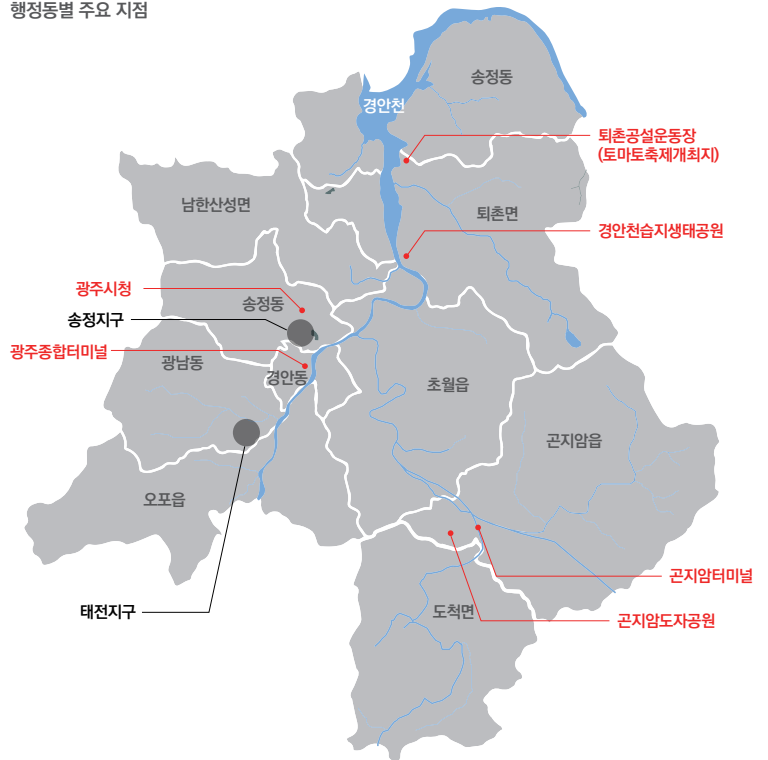 행정동별 주요 지점
송정동
경안천
퇴촌공설운동장
(토마토축제개최지)
남한산성면
퇴촌면
경안천습지생태공원
광주시청
송정동
송정지구
광주종합터미널
광남동
경안동
초월읍
곤지암읍
오포읍
곤지암터미널
태전지구
도척면
곤지암도자공원